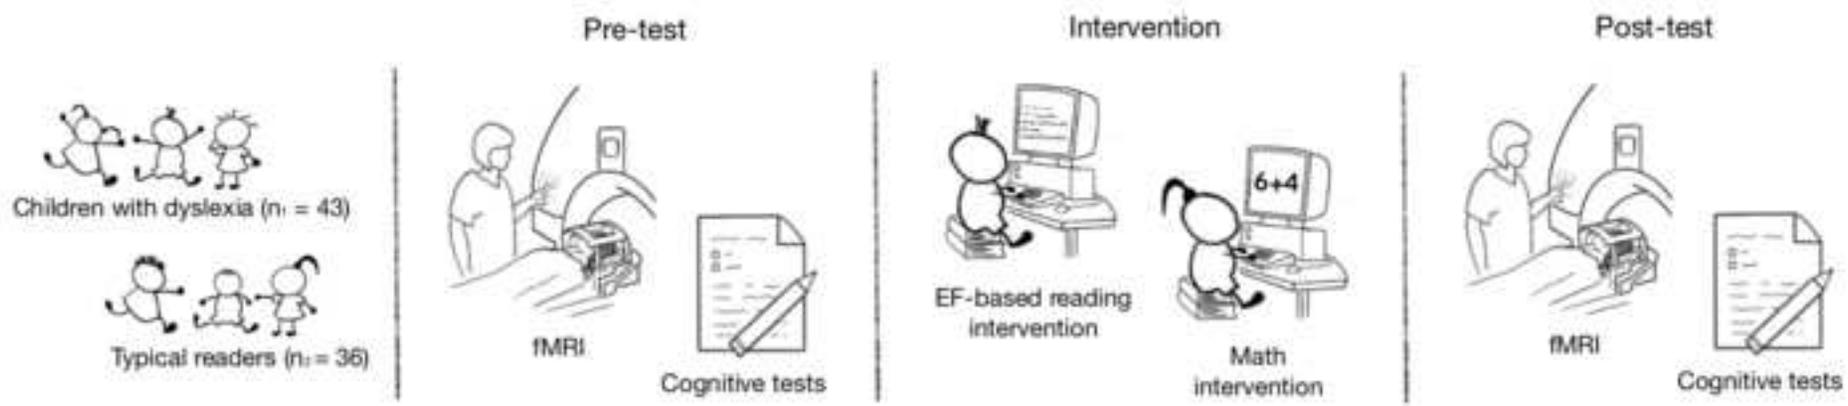 Pre-test
Intervention
Post-test
Children with dyslexia (n₁ = 43)
Typical readers (n₂ = 36)
fMRI
Cognitive tests
EF-based reading
intervention
6+4
Math
intervention
fMRI
Cognitive tests